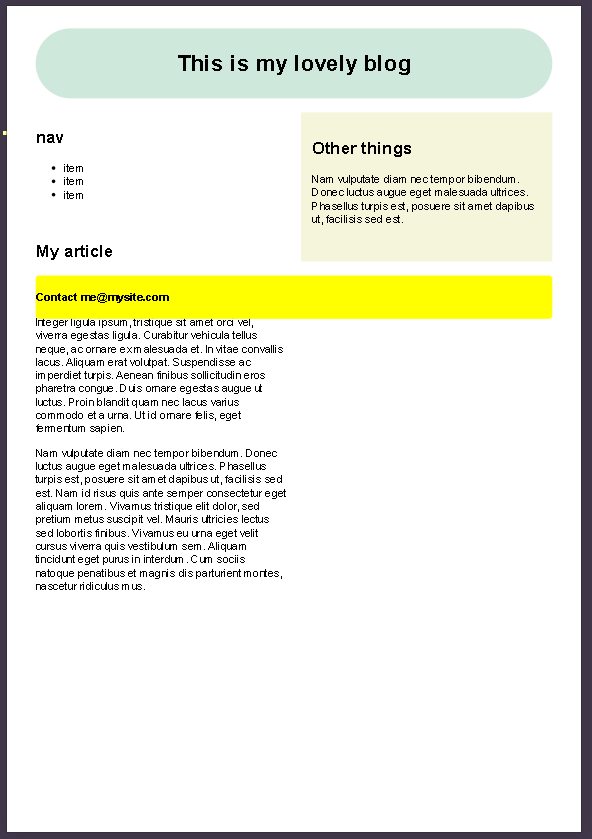 This is my lovely blog
nav
• item
• item
• item
Other things
Nam vulputate diam nec tempor bibendum.
Donec luctus augue eget malesuada ultrices.
Phasellus turpis est, posuere sit amet dapibus
ut, facilisis sed est.
My article
Contact me@mysite.com
Integer ligula ipsum, tristique sit amet orci vel,
viverra egestas ligula. Curabitur vehicula tellus
neque, ac ornare ex malesuada et. In vitae convallis
lacus. Aliquam erat volutpat. Suspendisse ac
imperdiet turpis. Aenean finibus sollicitudin eros
pharetra congue. Duis ornare egestas augue ut
luctus. Proin blandit quam nec lacus varius
commodo et a urna. Ut id ornare felis, eget
fermentum sapien.
Nam vulputate diam nec tempor bibendum. Donec
luctus augue eget malesuada ultrices. Phasellus
turpis est, posuere sit amet dapibus ut, facilisis sed
est. Nam id risus quis ante semper consectetur eget
aliquam lorem. Vivamus tristique elit dolor, sed
pretium metus suscipit vel. Mauris ultricies lectus
sed lobortis finibus. Vivamus eu urna eget velit
cursus viverra quis vestibulum sem. Aliquam
tincidunt eget purus in interdum. Cum sociis
natoque penatibus et magnis dis parturient montes,
nascetur ridiculus mus.